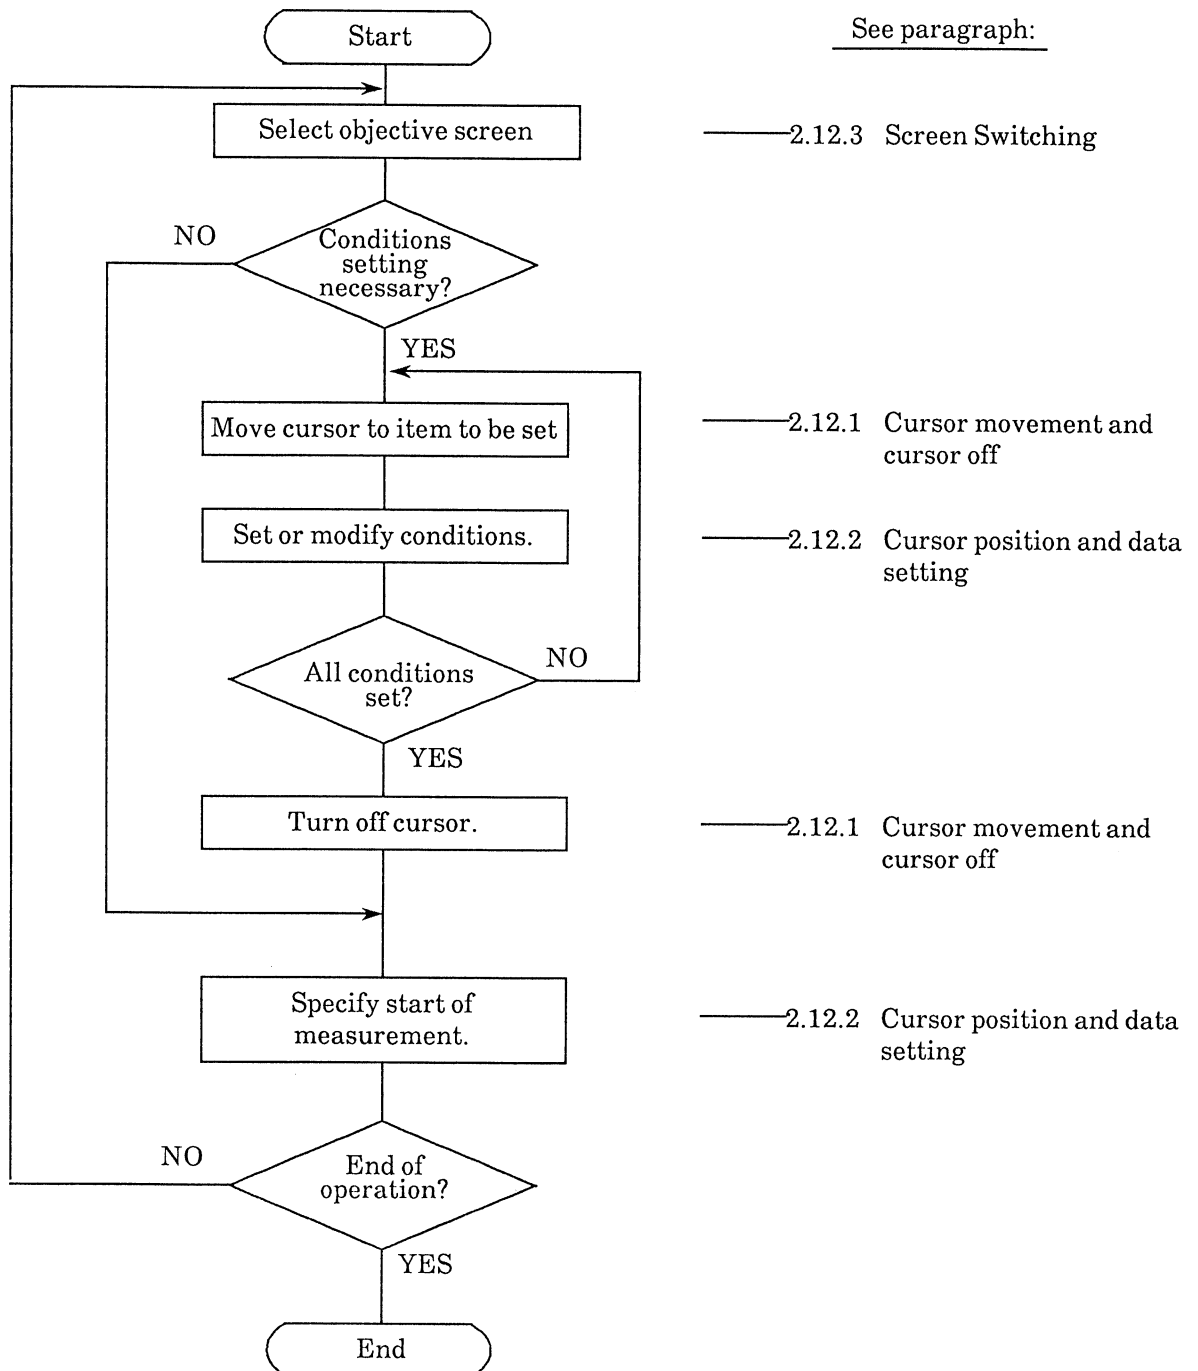 Start
See paragraph:
Select objective screen
2.12.3 Screen Switching
NO
Conditions
setting
necessary?
YES
Move cursor to item to be set
2.12.1 Cursor movement and
cursor off
Set or modify conditions.
2.12.2 Cursor position and data
setting
All conditions
set?
NO
YES
Turn off cursor.
2.12.1 Cursor movement and
cursor off
Specify start of
measurement.
2.12.2 Cursor position and data
setting
NO
End of
operation?
YES
End